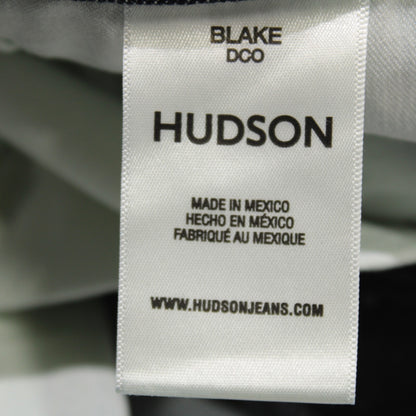 BLAKE
DCO
HUDSON
MADE IN MEXICO
HECHO EN MÉXICO
FABRIQUÉ AU MEXIQUE
WWW.HUDSONJEANS.COM